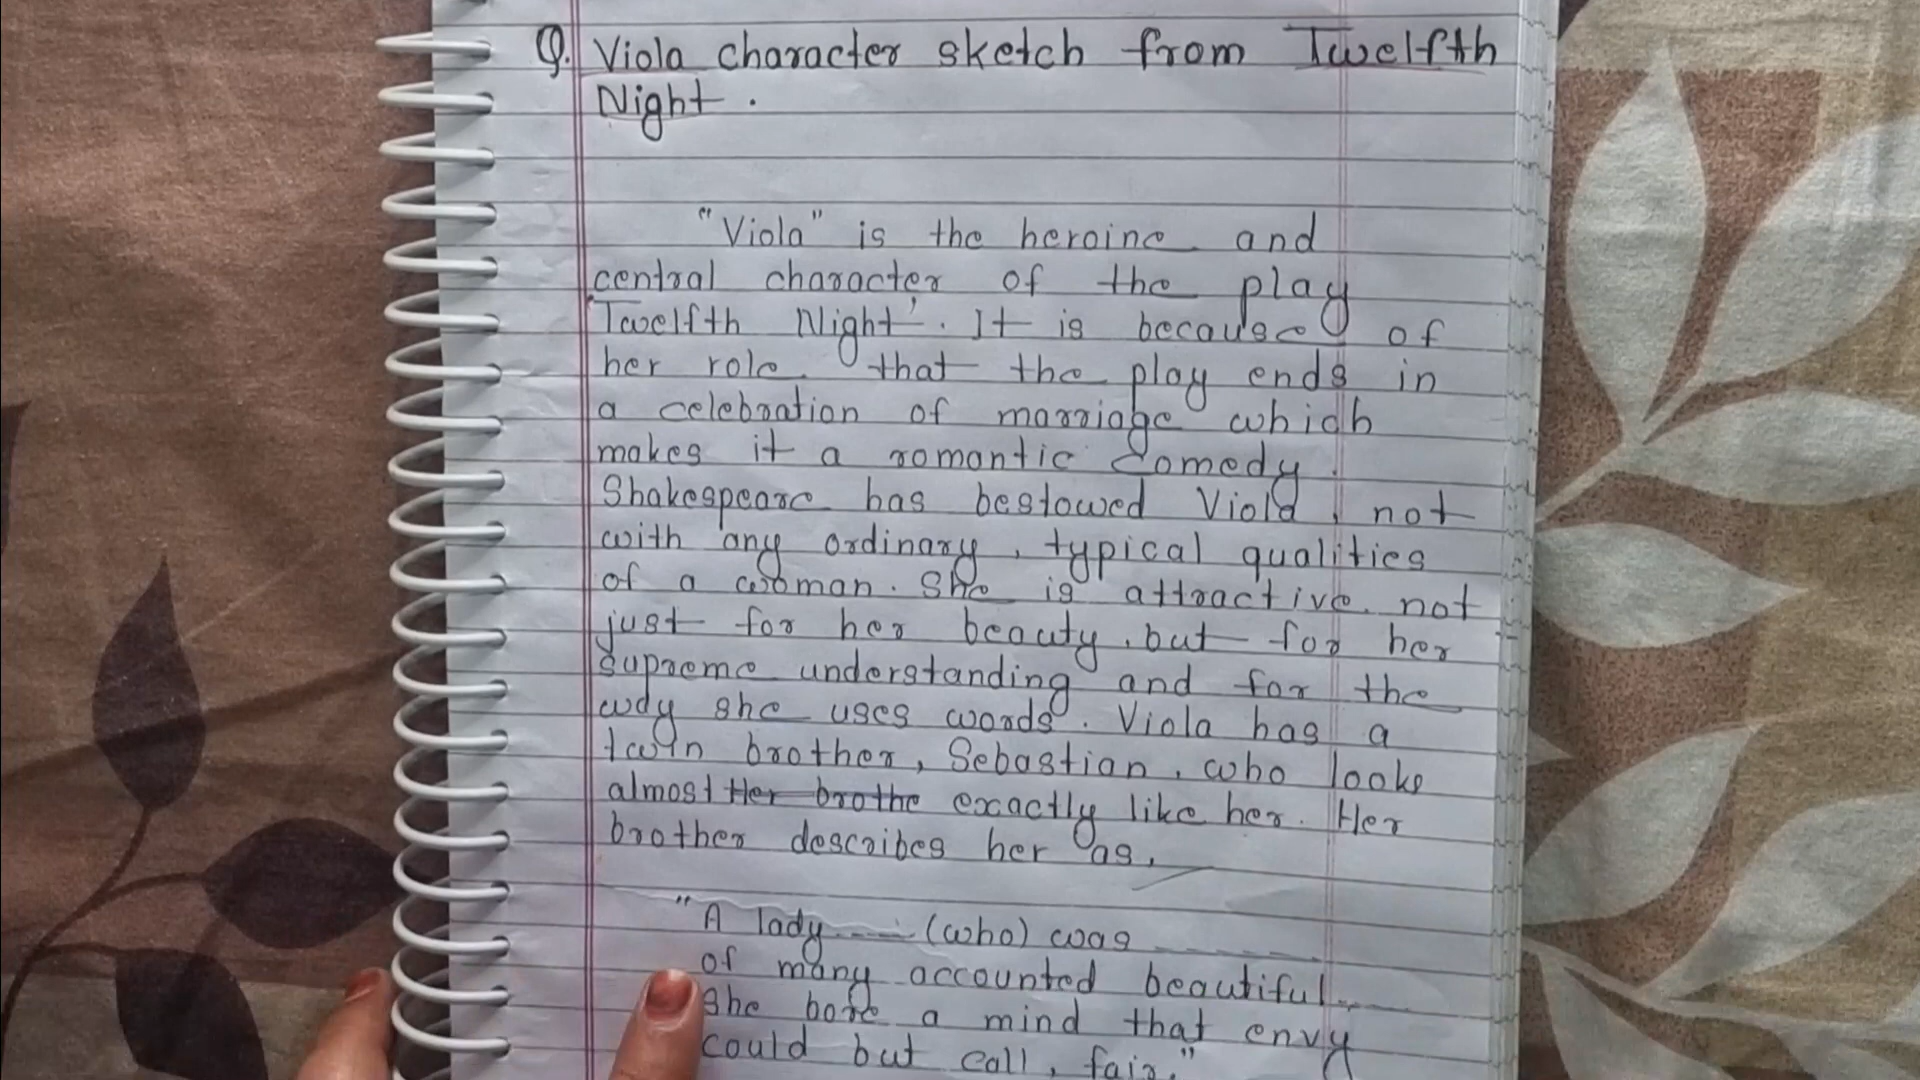 Q. Viola character sketch from Twelfth
Night.
"Viola" is the heroine and
central character of the play
'Twelfth Night'. It is because of
her role that the play ends in
a celebration of marriage which
makes it a romantic comedy.
Shakespeare has bestowed Viola, not
with any ordinary, typical qualities
of a woman. She is attractive not
just for her beauty, but for her
supreme understanding and for the
way she uses words. Viola has a
twin brother, Sebastian, who looks
almost Her brothe exactly like her. Her
brother describes her as,
"A lady ---- (who) was ------
of many accounted beautiful...
She bore a mind that envy
could but call, fair."